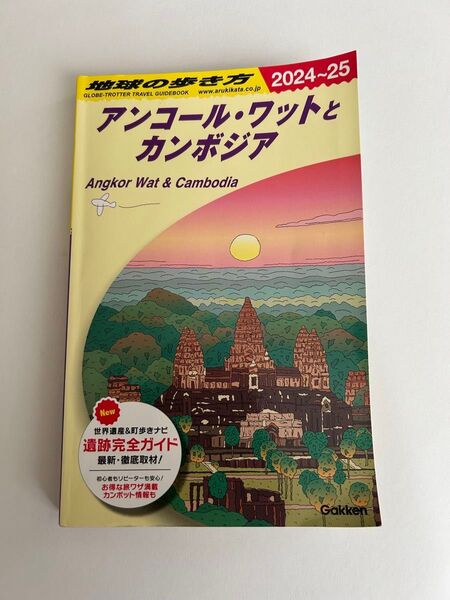 地球の歩き方
2024~25
GLOBE-TROTTER TRAVEL GUIDEBOOK
www.arukikata.co.jp
アンコール・ワットと
カンボジア
Angkor Wat & Cambodia
New
世界遺産&町歩きナビ
遺跡完全ガイド
最新・徹底取材!
初心者もリピーターも安心!
お得な旅ワザ満載
カンポット情報も
Gakken